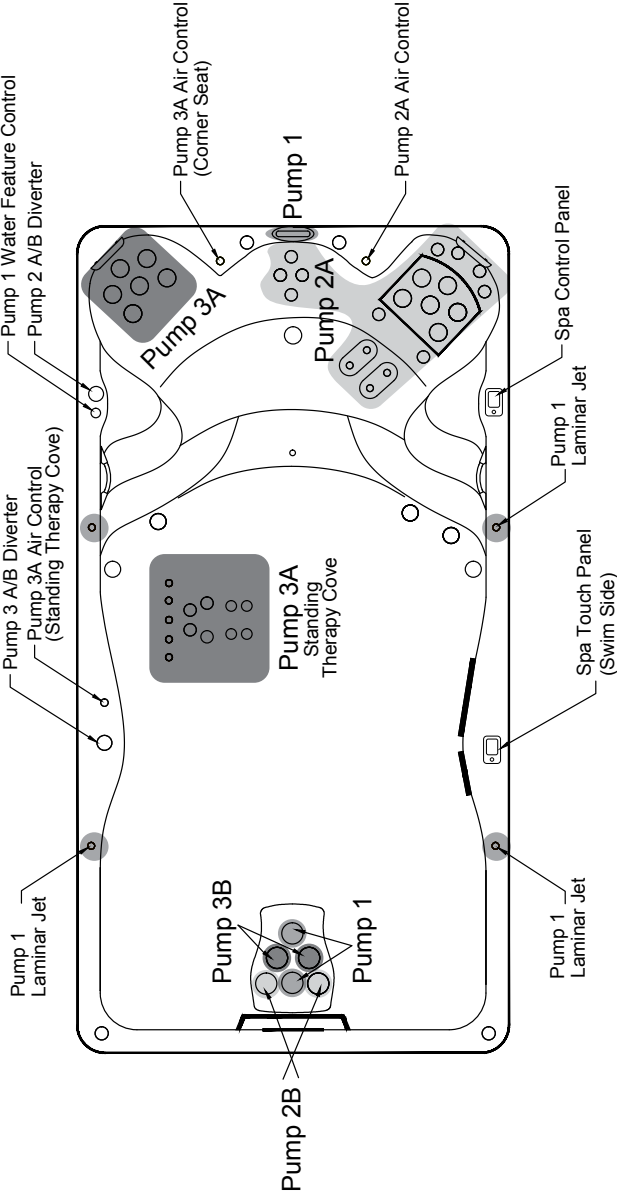 Pump 1 Water Feature Control
Pump 2 A/B Diverter
Pump 3 A/B Diverter
Pump 3A Air Control
(Standing Therapy Cove)
Pump 1
Laminar Jet
Pump 3A Air Control
(Corner Seat)
Pump 1
Pump 2A Air Control
Pump 3A
Pump 2A
Pump 3A
Standing
Therapy Cove
Pump 3B
Pump 1
Pump 2B
Spa Control Panel
Pump 1
Laminar Jet
Spa Touch Panel
(Swim Side)
Pump 1
Laminar Jet